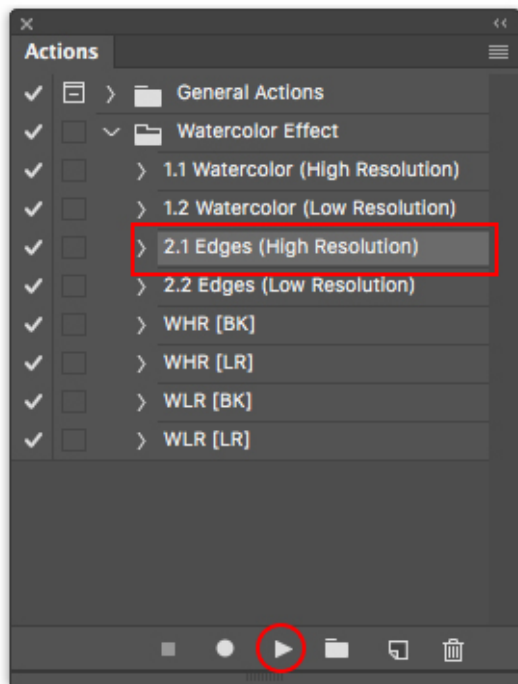 Actions
General Actions
Watercolor Effect
1.1 Watercolor (High Resolution)
1.2 Watercolor (Low Resolution)
2.1 Edges (High Resolution)
2.2 Edges (Low Resolution)
WHR [BK]
WHR [LR]
WLR [BK]
WLR [LR]